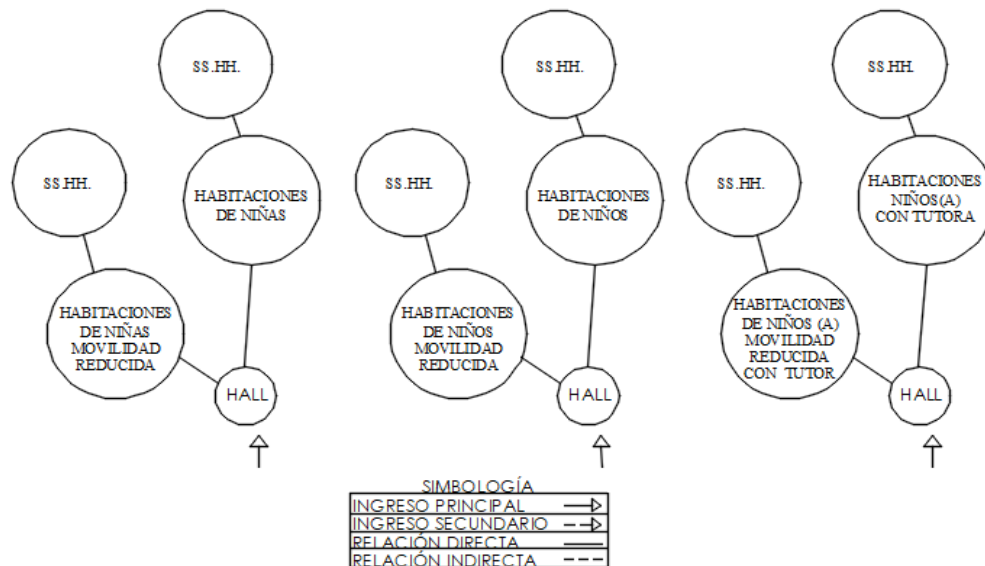 SS.HH.
SS.HH.
HABITACIONES
DE NIÑAS
HABITACIONES
DE NIÑAS
MOVILIDAD
REDUCIDA
HALL
SS.HH.
SS.HH.
HABITACIONES
DE NIÑOS
HABITACIONES
DE NIÑOS
MOVILIDAD
REDUCIDA
HALL
SS.HH.
SS.HH.
HABITACIONES
NIÑOS(A)
CON TUTORA
HABITACIONES
DE NIÑOS (A)
MOVILIDAD
REDUCIDA
CON TUTOR
HALL
SIMBOLOGÍA
INGRESO PRINCIPAL
INGRESO SECUNDARIO
RELACIÓN DIRECTA
RELACIÓN INDIRECTA